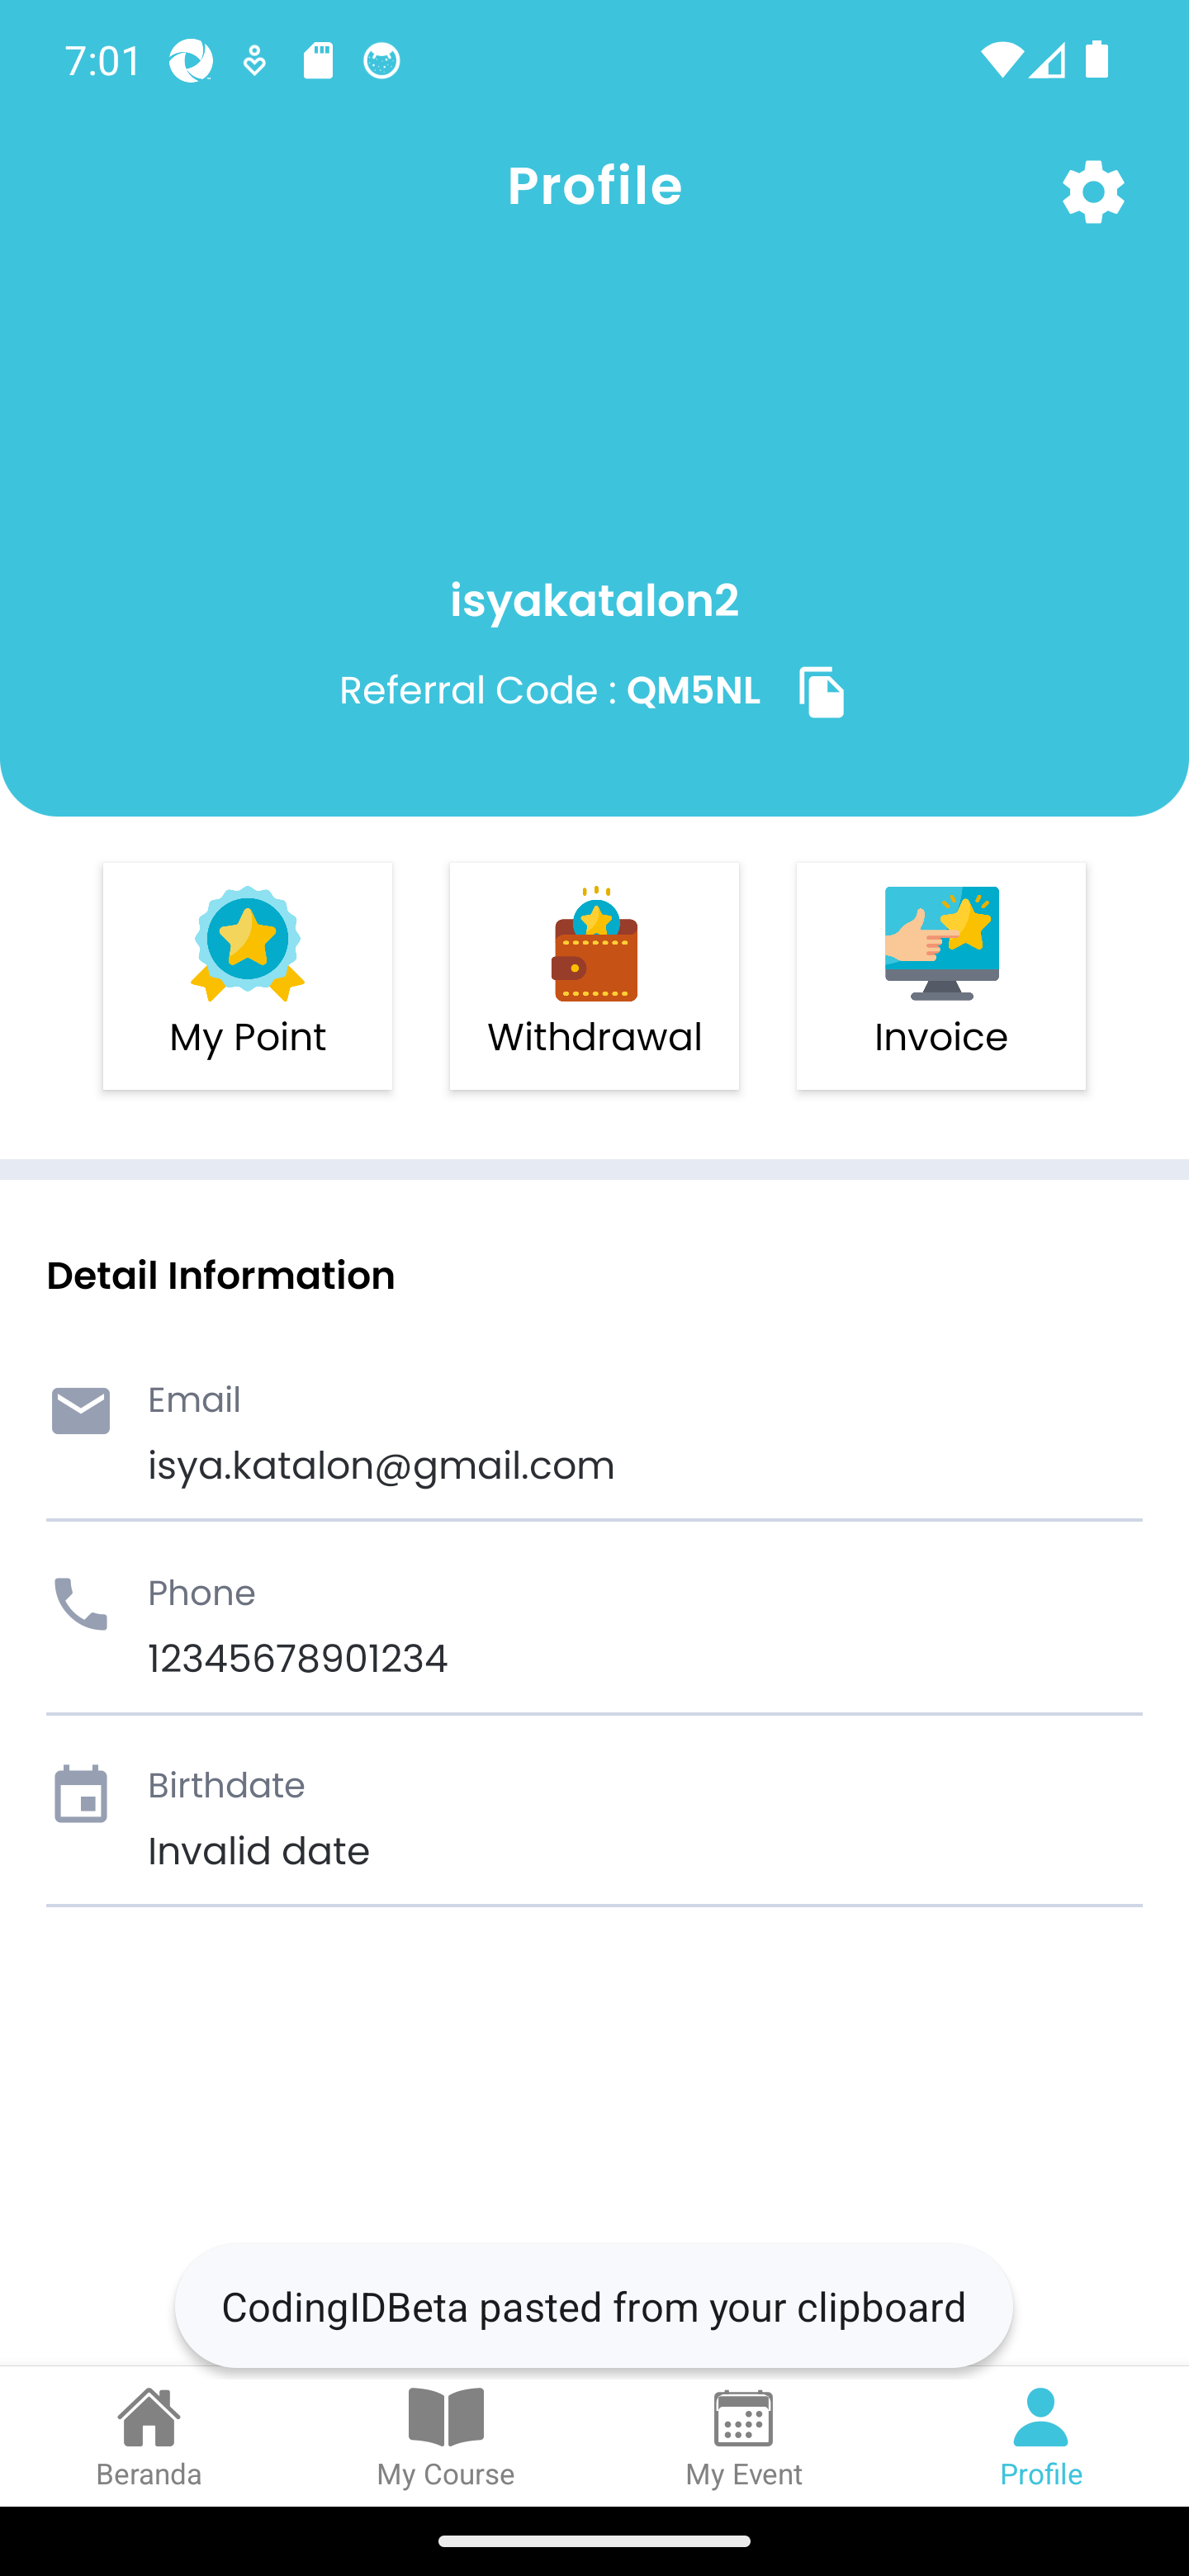 7:01
Profile
isyakatalon2
Referral Code : QM5NL
My Point
Withdrawal
Invoice
Detail Information
Email
isya.katalon@gmail.com
Phone
12345678901234
Birthdate
Invalid date
CodingIDBeta pasted from your clipboard
Beranda
My Course
My Event
Profile